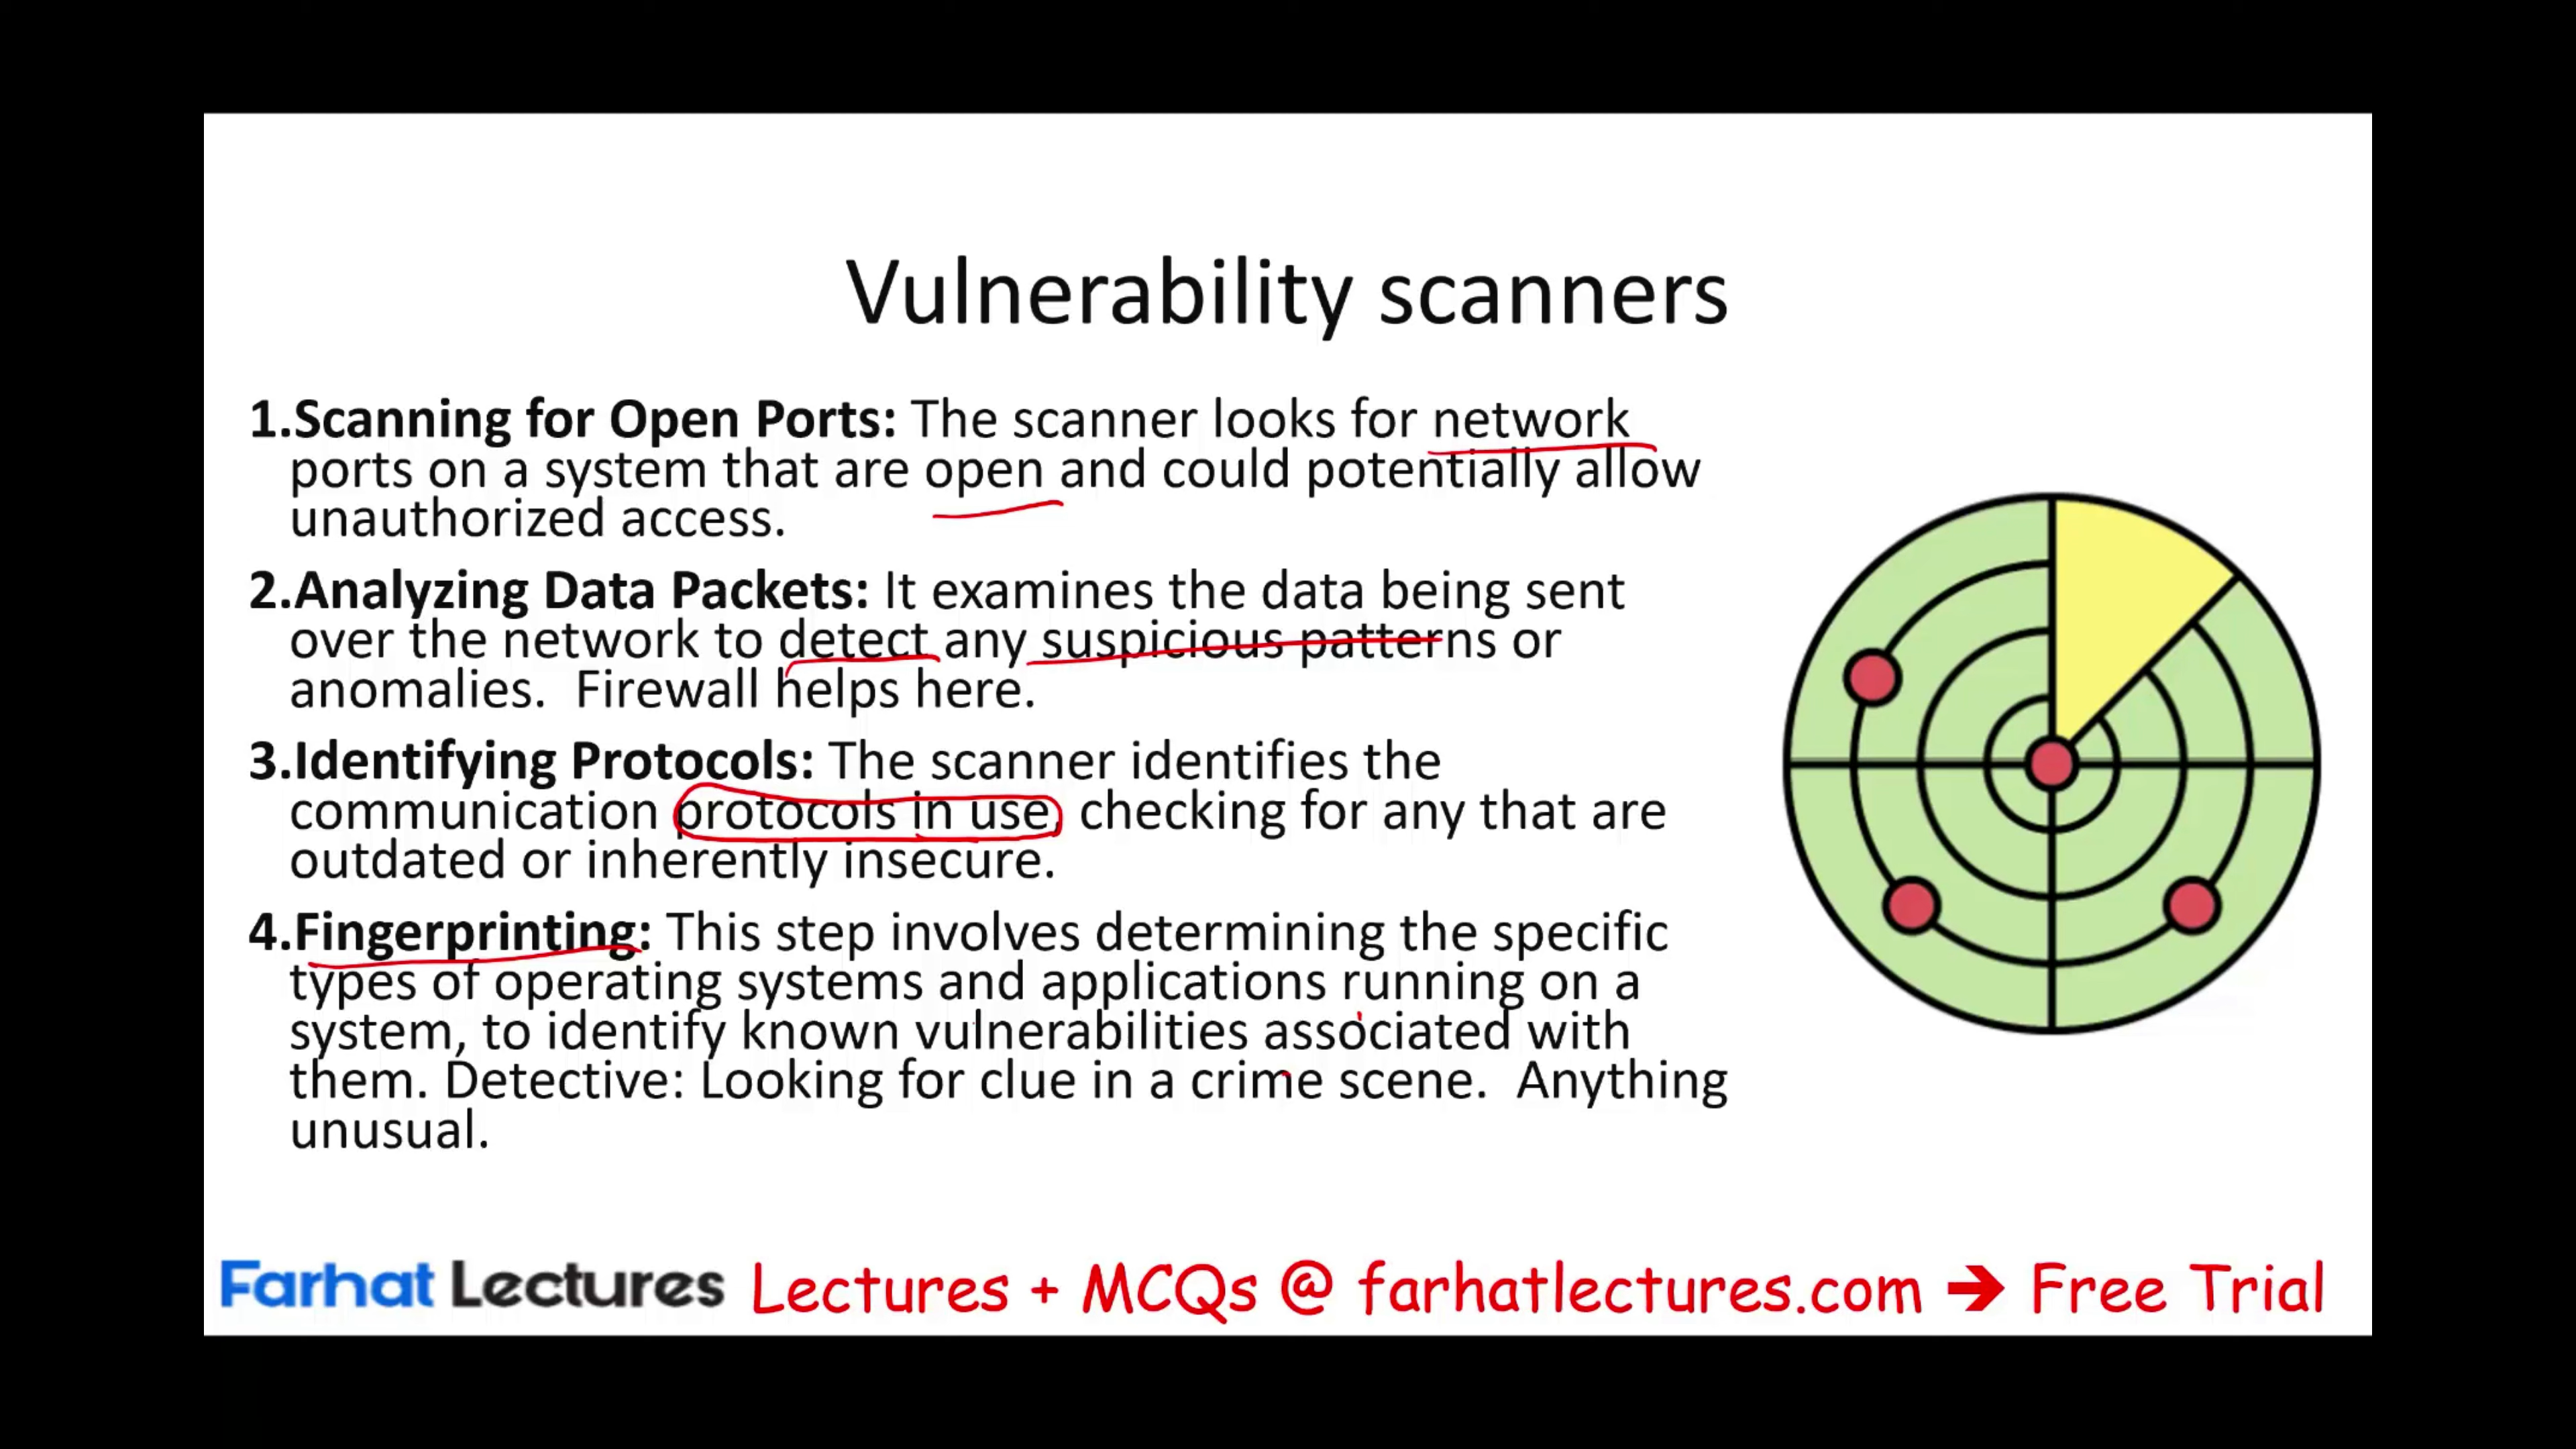 Vulnerability scanners
1.Scanning for Open Ports: The scanner looks for network
ports on a system that are open and could potentially allow
unauthorized access.
2.Analyzing Data Packets: It examines the data being sent
over the network to detect any suspicious patterns or
anomalies.  Firewall helps here.
3.Identifying Protocols: The scanner identifies the
communication protocols in use, checking for any that are
outdated or inherently insecure.
4.Fingerprinting: This step involves determining the specific
types of operating systems and applications running on a
system, to identify known vulnerabilities associated with
them. Detective: Looking for clue in a crime scene.  Anything
unusual.
Farhat Lectures Lectures + MCQs @ farhatlectures.com ➔ Free Trial